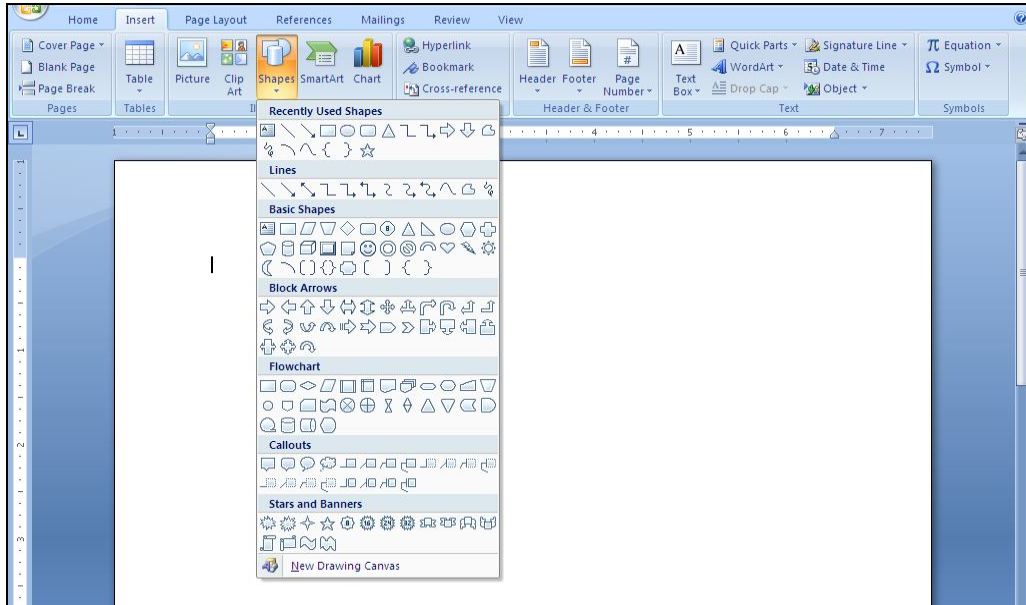 Home Insert Page Layout References Mailings Review View
Cover Page
Blank Page
Page Break
Pages
Table
Tables
Picture
Clip Art
Shapes
SmartArt
Chart
Hyperlink
Bookmark
Cross-reference
Header
Footer
Page Number
Header & Footer
Text Box
Quick Parts
WordArt
Drop Cap
Signature Line
Date & Time
Object
Text
Equation
Symbol
Symbols
Recently Used Shapes
Lines
Basic Shapes
Block Arrows
Flowchart
Callouts
Stars and Banners
New Drawing Canvas